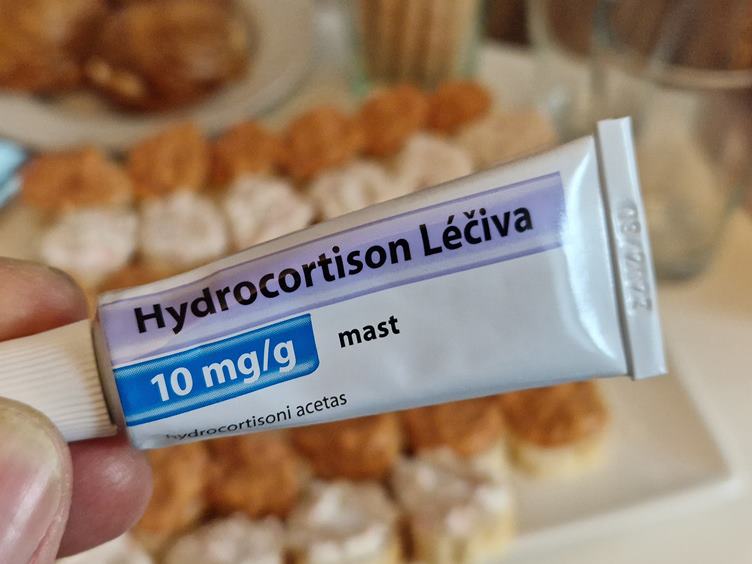 Hydrocortison Léčiva
10 mg/g
mast
hydrocortisoni acetas